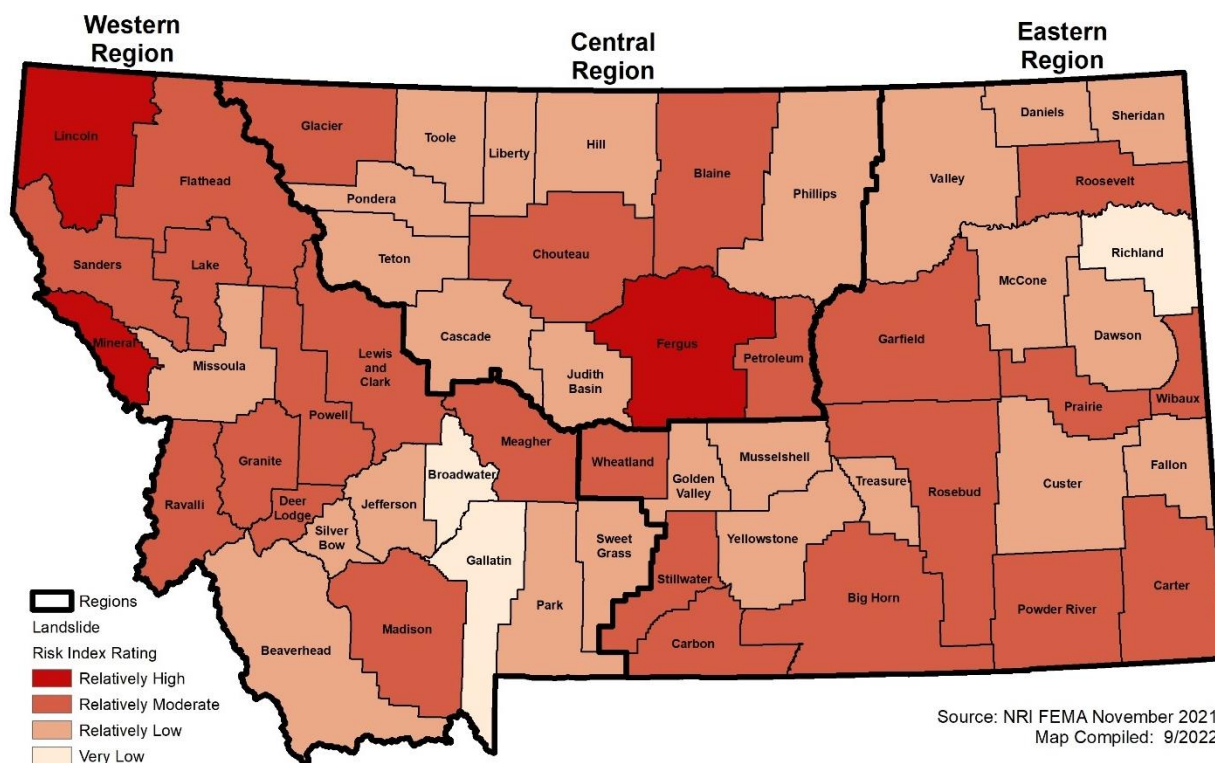 Western
Region
Central
Region
Eastern
Region
Lincoln
Flathead
Glacier
Toole
Liberty
Hill
Blaine
Phillips
Valley
Daniels
Sheridan
Roosevelt
Pondera
Teton
Chouteau
Richland
Sanders
Lake
McCone
Dawson
Mineral
Missoula
Lewis
and
Clark
Cascade
Judith
Basin
Fergus
Petroleum
Garfield
Prairie
Wibaux
Powell
Granite
Ravalli
Deer
Lodge
Meagher
Broadwater
Wheatland
Golden
Valley
Musselshell
Treasure
Rosebud
Custer
Fallon
Jefferson
Silver
Bow
Gallatin
Park
Sweet
Grass
Yellowstone
Stillwater
Big Horn
Carbon
Powder River
Carter
Beaverhead
Madison
Regions
Landslide
Risk Index Rating
Relatively High
Relatively Moderate
Relatively Low
Very Low
Source: NRI FEMA November 2021
Map Compiled: 9/2022